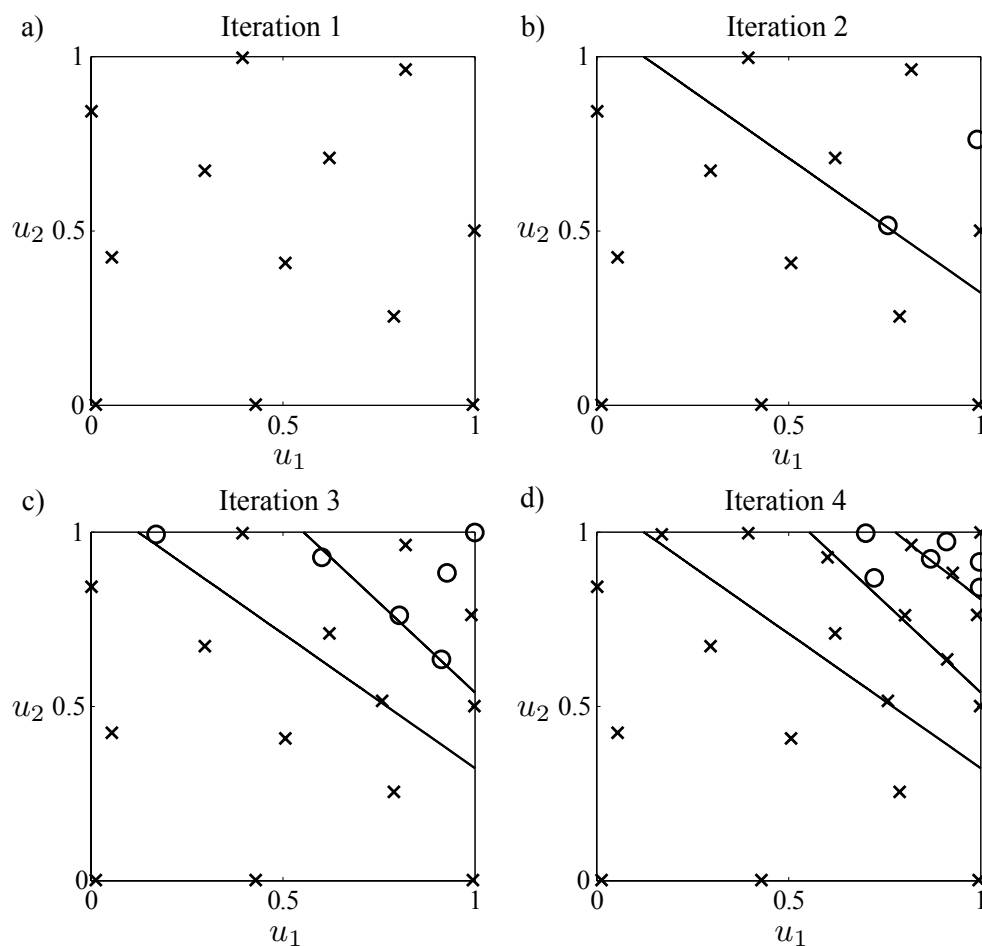 a) Iteration 1
1
u₂ 0.5
0
0 0.5 1
u₁
b) Iteration 2
1
u₂ 0.5
0
0 0.5 1
u₁
c) Iteration 3
1
u₂ 0.5
0
0 0.5 1
u₁
d) Iteration 4
1
u₂ 0.5
0
0 0.5 1
u₁